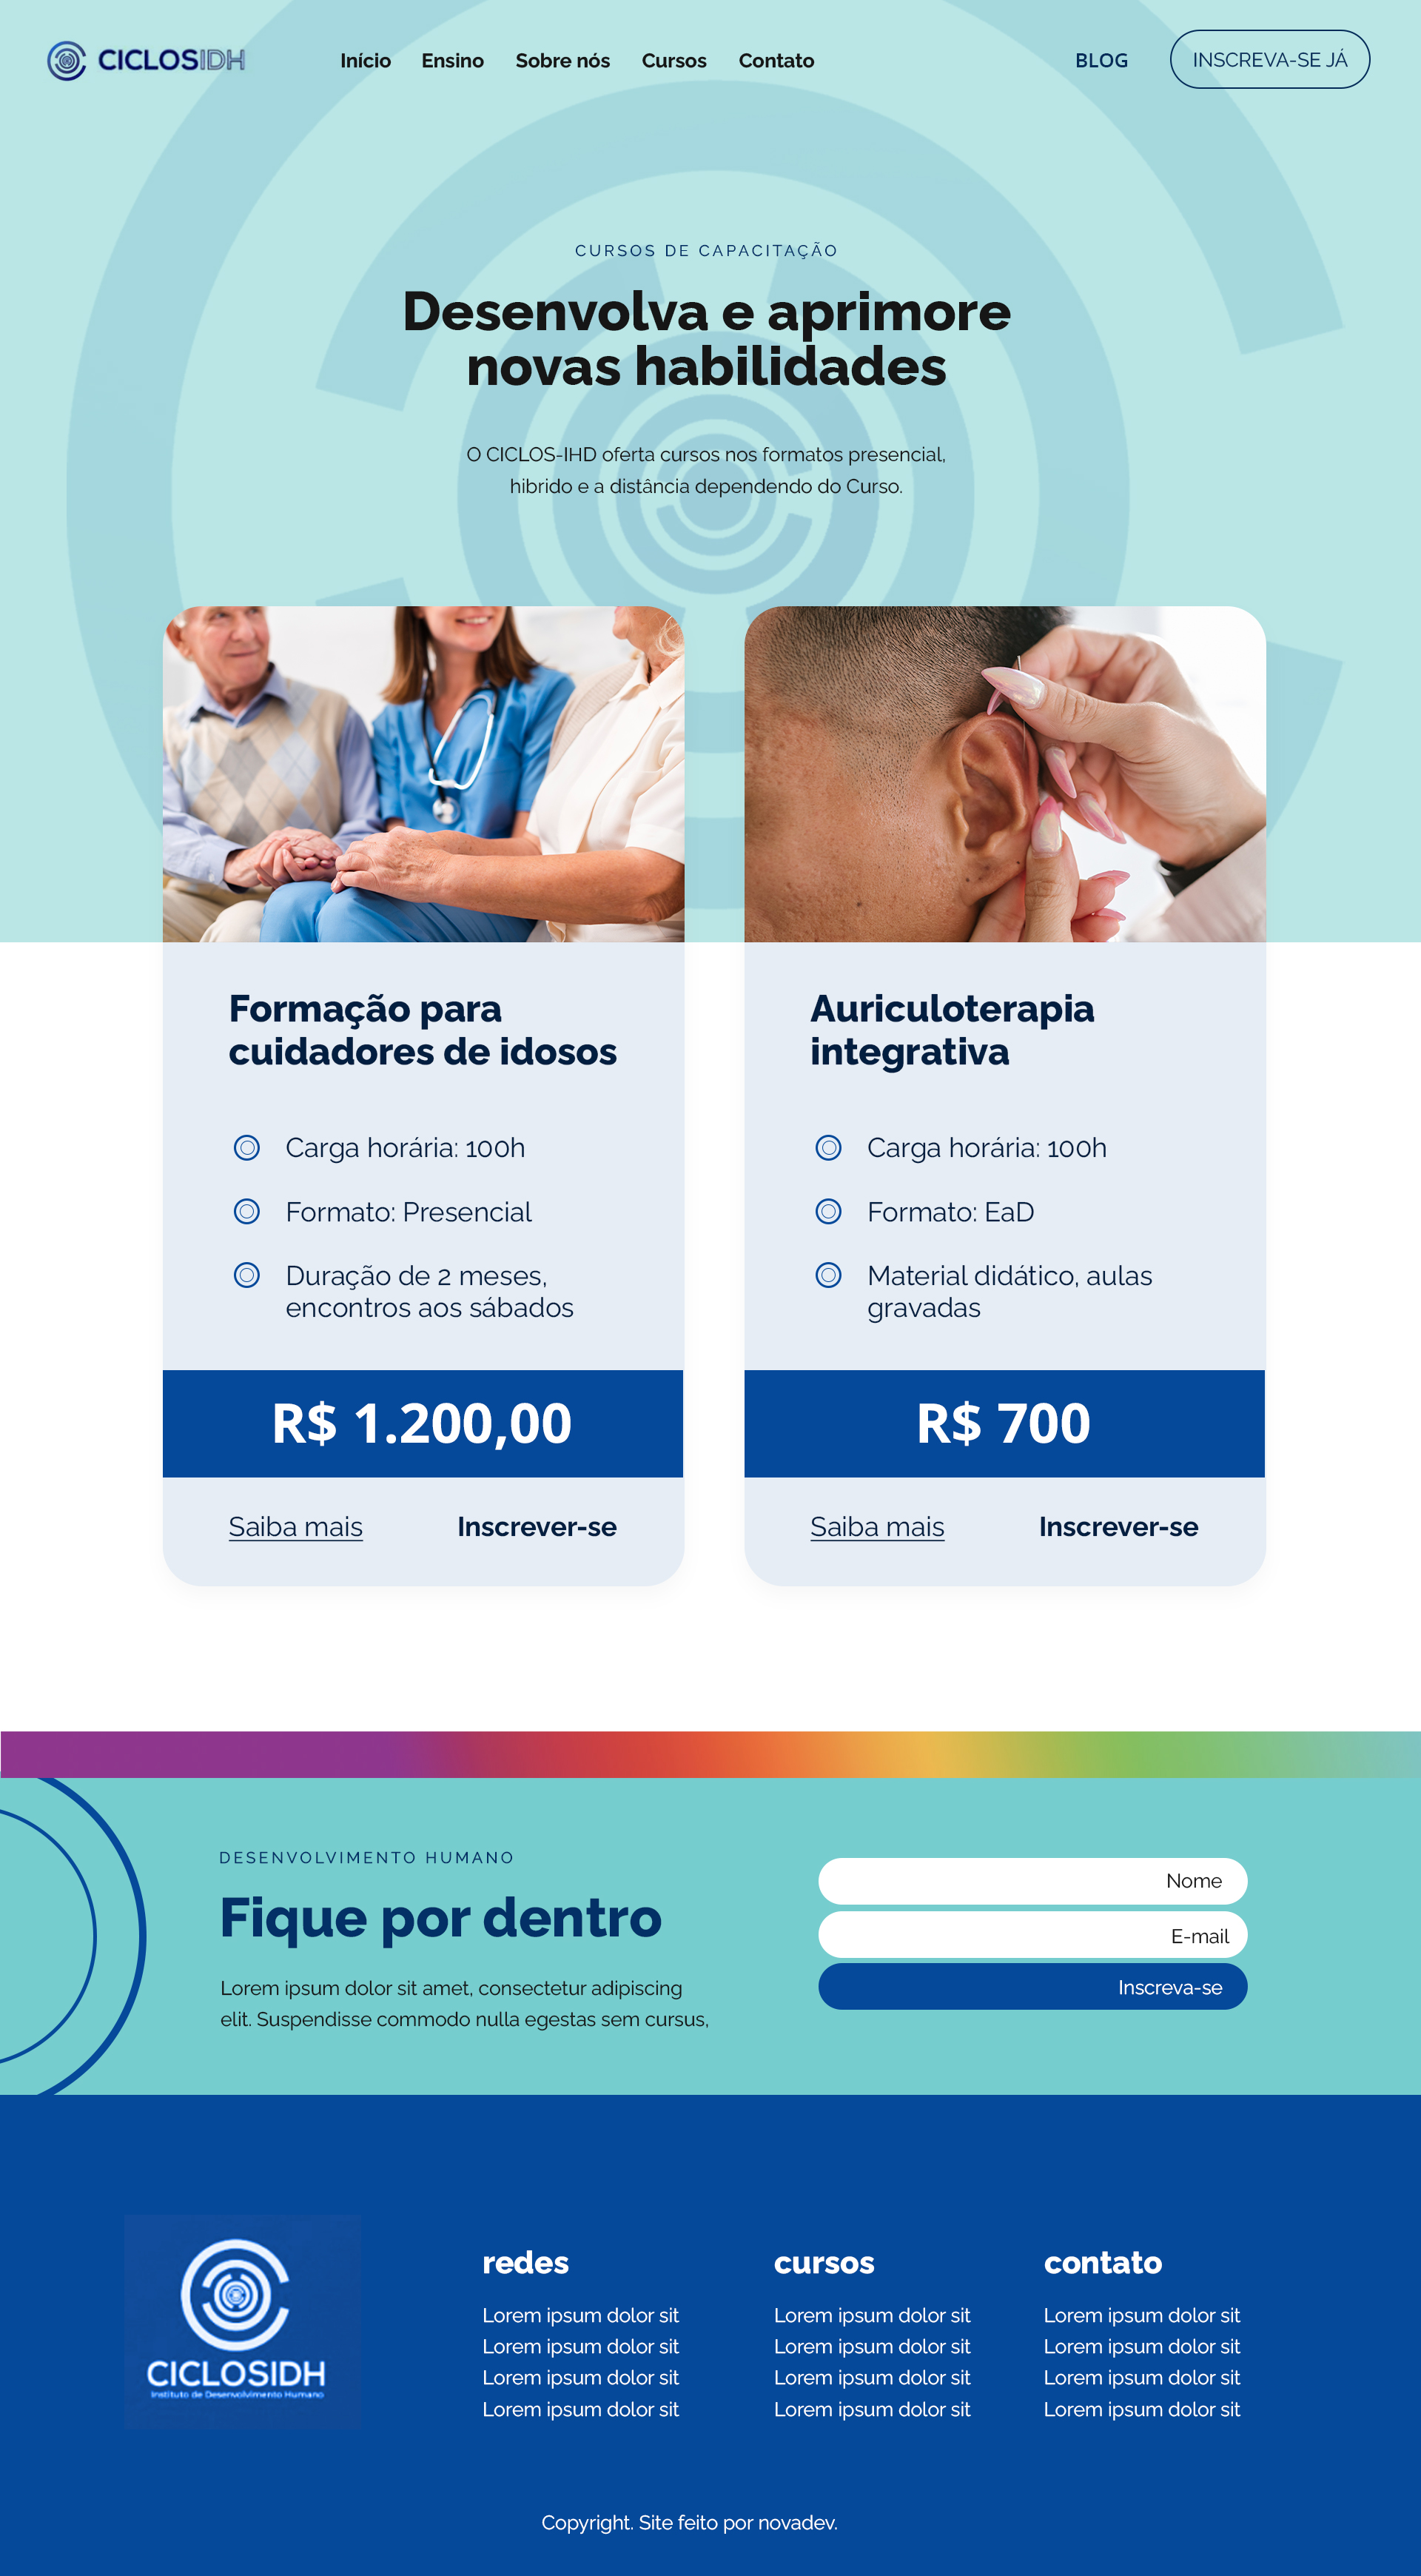 CICLOSIDH
Início Ensino Sobre nós Cursos Contato
BLOG
INSCREVA-SE JÁ
CURSOS DE CAPACITAÇÃO
Desenvolva e aprimore
novas habilidades
O CICLOS-IHD oferta cursos nos formatos presencial,
hibrido e a distância dependendo do Curso.
Formação para
cuidadores de idosos
Carga horária: 100h
Formato: Presencial
Duração de 2 meses,
encontros aos sábados
R$ 1.200,00
Saiba mais
Inscrever-se
Auriculoterapia
integrativa
Carga horária: 100h
Formato: EaD
Material didático, aulas
gravadas
R$ 700
Saiba mais
Inscrever-se
DESENVOLVIMENTO HUMANO
Fique por dentro
Lorem ipsum dolor sit amet, consectetur adipiscing
elit. Suspendisse commodo nulla egestas sem cursus,
Nome
E-mail
Inscreva-se
CICLOSIDH
Instituto de Desenvolvimento Humano
redes
Lorem ipsum dolor sit
Lorem ipsum dolor sit
Lorem ipsum dolor sit
Lorem ipsum dolor sit
cursos
Lorem ipsum dolor sit
Lorem ipsum dolor sit
Lorem ipsum dolor sit
Lorem ipsum dolor sit
contato
Lorem ipsum dolor sit
Lorem ipsum dolor sit
Lorem ipsum dolor sit
Lorem ipsum dolor sit
Copyright. Site feito por novadev.